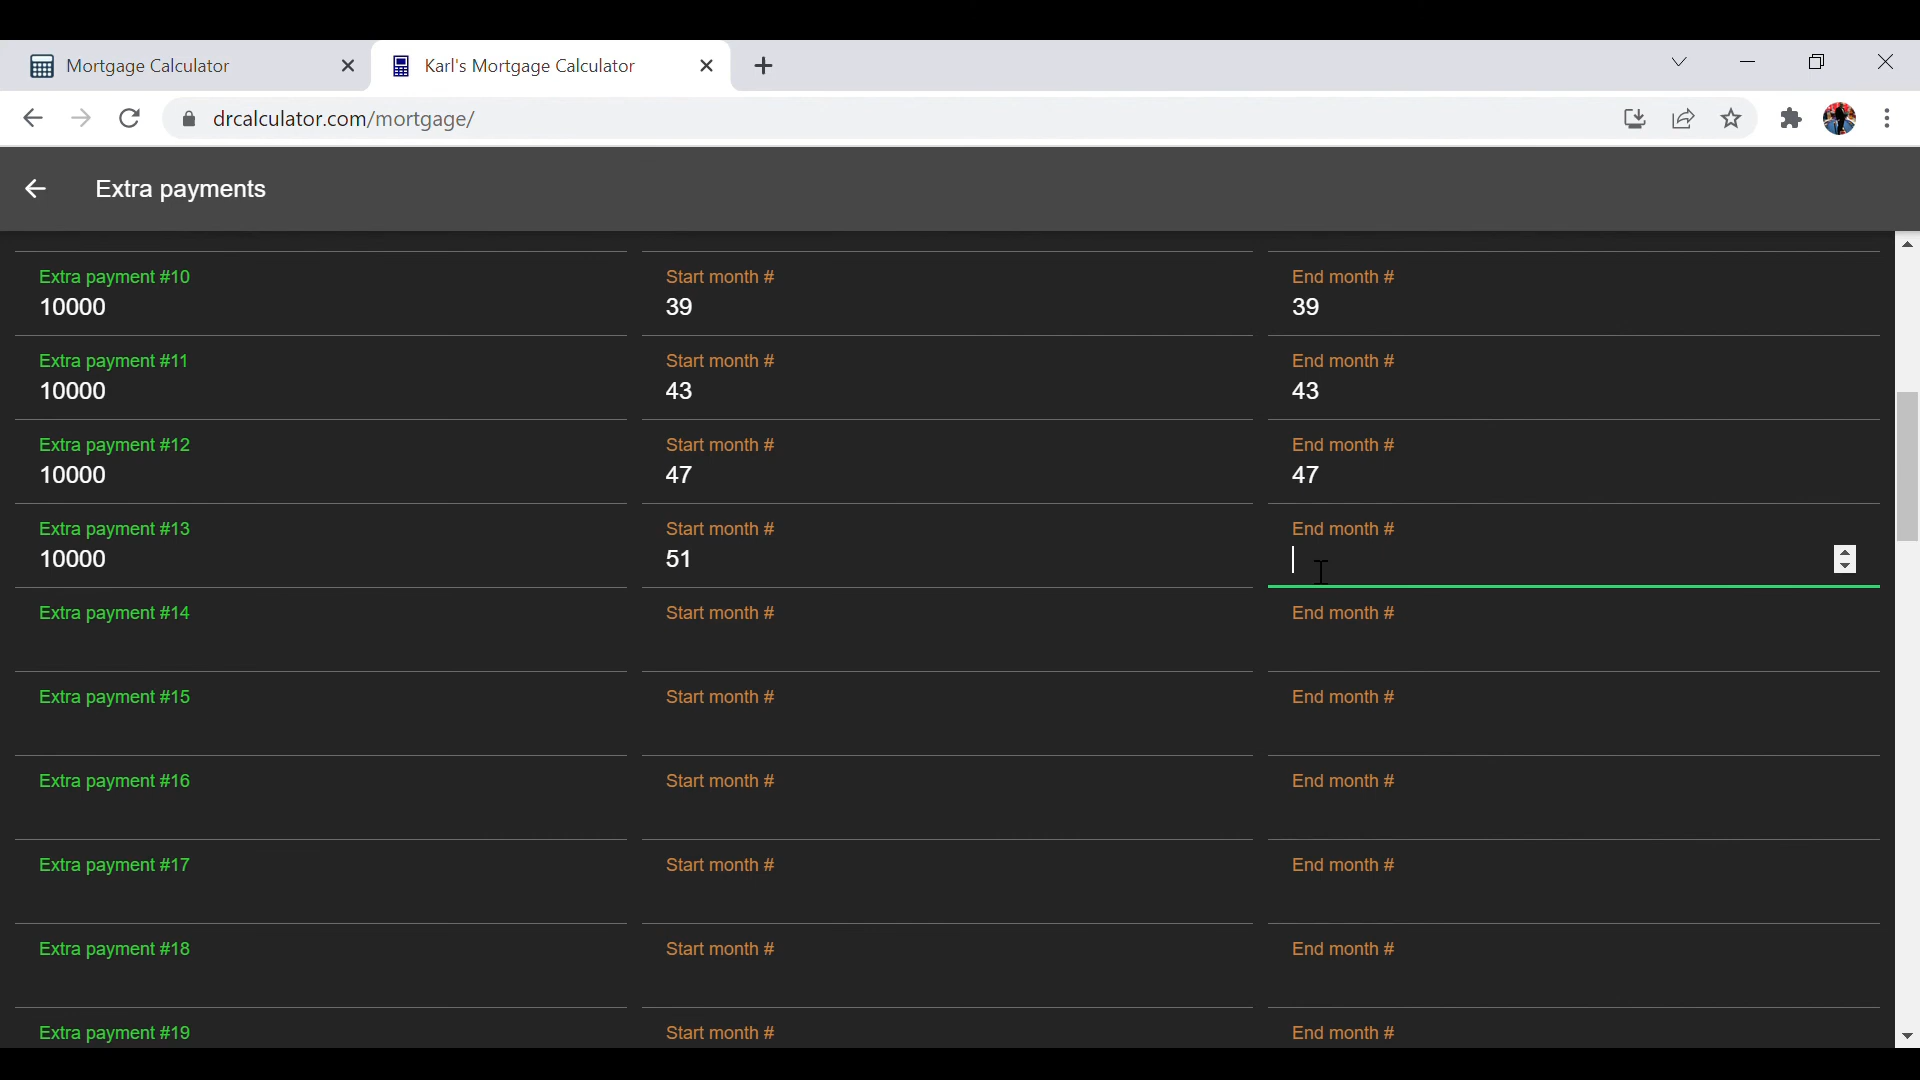 Mortgage Calculator
Karl's Mortgage Calculator
drcalculator.com/mortgage/
Extra payments
Extra payment #10 Start month # End month #
10000 39 39
Extra payment #11 Start month # End month #
10000 43 43
Extra payment #12 Start month # End month #
10000 47 47
Extra payment #13 Start month # End month #
10000 51
Extra payment #14 Start month # End month #
Extra payment #15 Start month # End month #
Extra payment #16 Start month # End month #
Extra payment #17 Start month # End month #
Extra payment #18 Start month # End month #
Extra payment #19 Start month # End month #